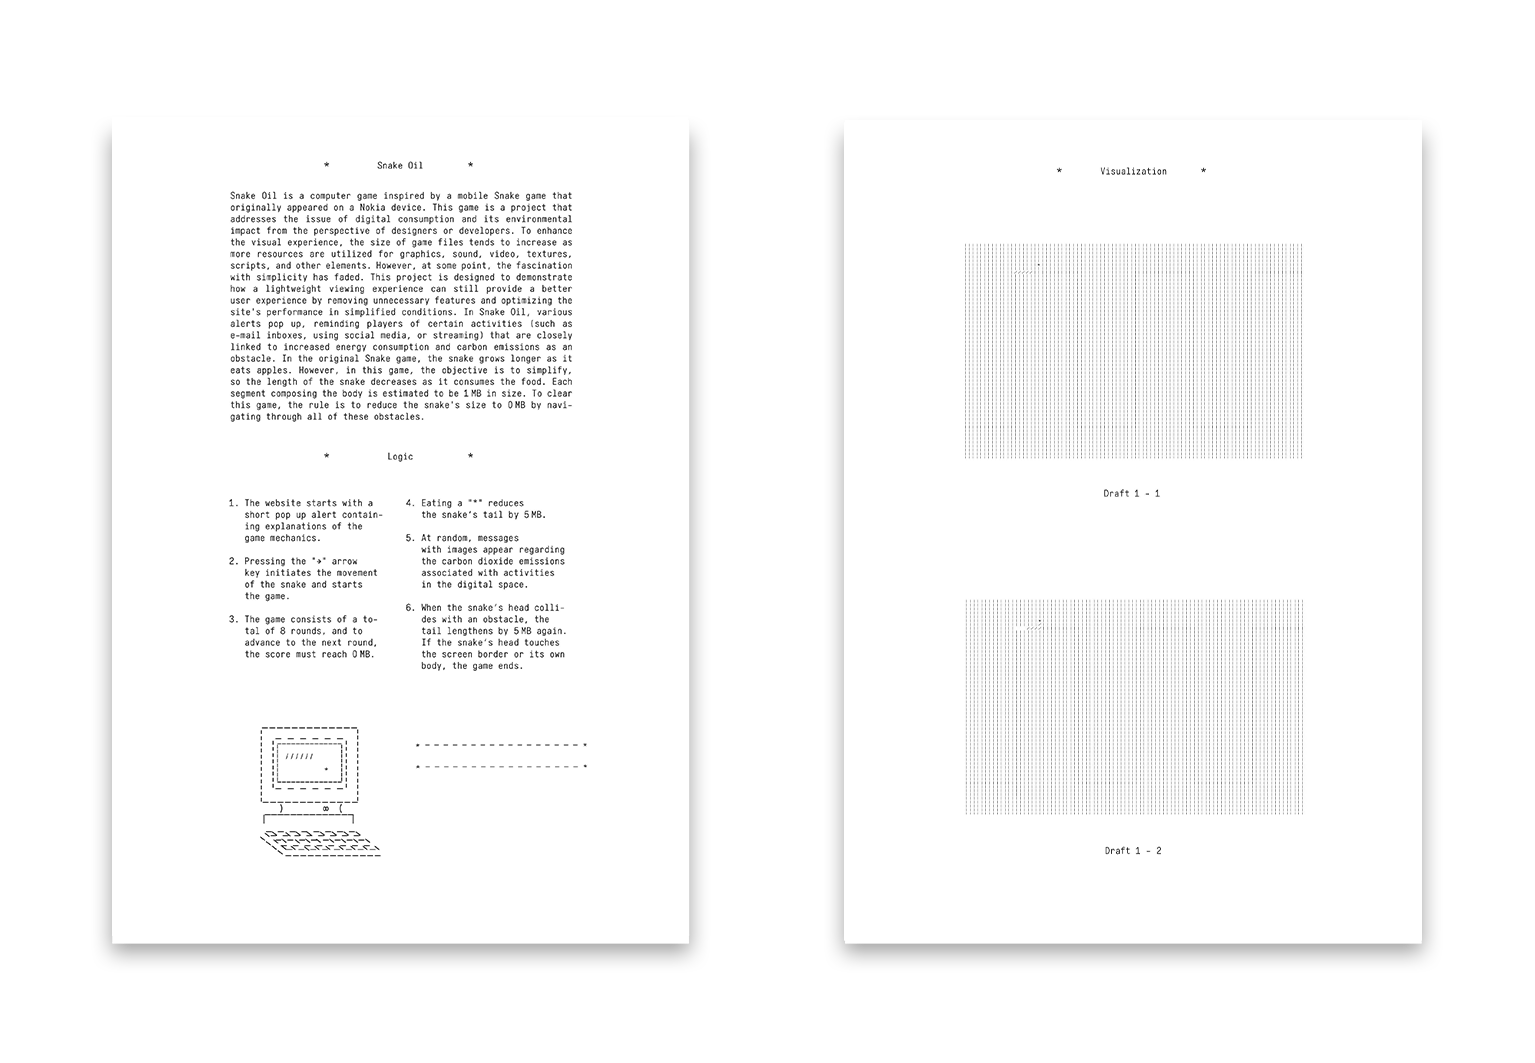 * Snake Oil *
Snake Oil is a computer game inspired by a mobile Snake game that
originally appeared on a Nokia device. This game is a project that
addresses the issue of digital consumption and its environmental
impact from the perspective of designers or developers. To enhance
the visual experience, the size of game files tends to increase as
more resources are utilized for graphics, sound, video, textures,
scripts, and other elements. However, at some point, the fascination
with simplicity has faded. This project is designed to demonstrate
how a lightweight viewing experience can still provide a better
user experience by removing unnecessary features and optimizing the
site's performance in simplified conditions. In Snake Oil, various
alerts pop up, reminding players of certain activities (such as
e-mail inboxes, using social media, or streaming) that are closely
linked to increased energy consumption and carbon emissions as an
obstacle. In the original Snake game, the snake grows longer as it
eats apples. However, in this game, the objective is to simplify,
so the length of the snake decreases as it consumes the food. Each
segment composing the body is estimated to be 1 MB in size. To clear
this game, the rule is to reduce the snake's size to 0 MB by navi-
gating through all of these obstacles.
* Logic *
1. The website starts with a
short pop up alert contain-
ing explanations of the
game mechanics.
2. Pressing the "→" arrow
key initiates the movement
of the snake and starts
the game.
3. The game consists of a to-
tal of 8 rounds, and to
advance to the next round,
the score must reach 0 MB.
4. Eating a "*" reduces
the snake's tail by 5 MB.
5. At random, messages
with images appear regarding
the carbon dioxide emissions
associated with activities
in the digital space.
6. When the snake's head colli-
des with an obstacle, the
tail lengthens by 5 MB again.
If the snake's head touches
the screen border or its own
body, the game ends.
* Visualization *
Draft 1 - 1
Draft 1 - 2